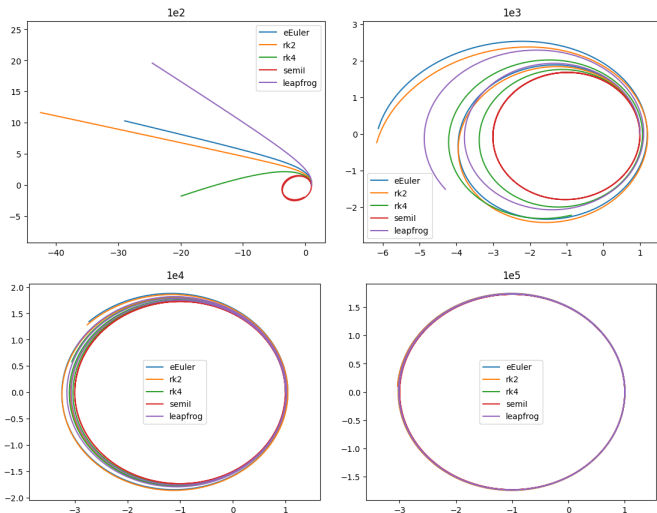 1e2
25
20
15
10
5
0
−5
−40
−30
−20
−10
0
eEuler
rk2
rk4
semiI
leapfrog
1e3
3
2
1
0
−1
−2
−6
−5
−4
−3
−2
−1
0
1
eEuler
rk2
rk4
semiI
leapfrog
1e4
2.0
1.5
1.0
0.5
0.0
−0.5
−1.0
−1.5
−2.0
−3
−2
−1
0
1
eEuler
rk2
rk4
semiI
leapfrog
1e5
1.5
1.0
0.5
0.0
−0.5
−1.0
−1.5
−3
−2
−1
0
1
eEuler
rk2
rk4
semiI
leapfrog